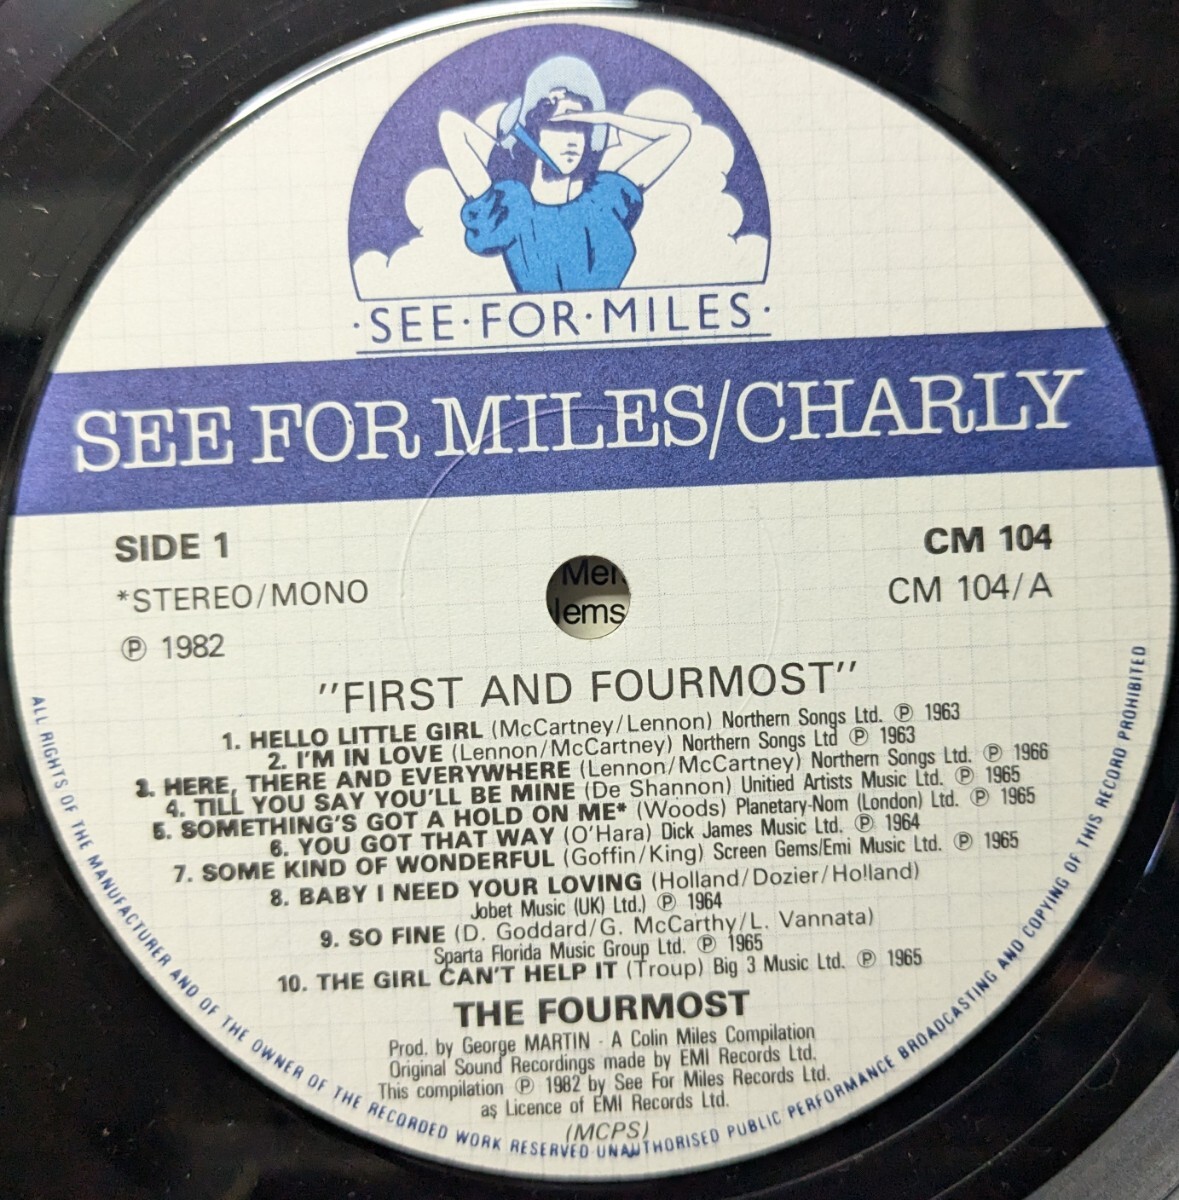 ·SEE·FOR·MILES·
SEE FOR MILES/CHARLY
SIDE 1
*STEREO/MONO
℗ 1982
CM 104
CM 104/A
lems
"FIRST AND FOURMOST"
1. HELLO LITTLE GIRL (McCartney/Lennon) Northern Songs Ltd. ℗ 1963
2. I'M IN LOVE (Lennon/McCartney) Northern Songs Ltd ℗ 1963
3. HERE, THERE AND EVERYWHERE (Lennon/McCartney) Northern Songs Ltd. ℗ 1966
4. TILL YOU SAY YOU'LL BE MINE (De Shannon) Unitied Artists Music Ltd. ℗ 1965
5. SOMETHING'S GOT A HOLD ON ME* (Woods) Planetary-Nom (London) Ltd. ℗ 1965
6. YOU GOT THAT WAY (O'Hara) Dick James Music Ltd. ℗ 1964
7. SOME KIND OF WONDERFUL (Goffin/King) Screen Gems/Emi Music Ltd. ℗ 1965
8. BABY I NEED YOUR LOVING (Holland/Dozier/Holland)
Jobet Music (UK) Ltd.) ℗ 1964
9. SO FINE (D. Goddard/G. McCarthy/L. Vannata)
Sparta Florida Music Group Ltd. ℗ 1965
10. THE GIRL CAN'T HELP IT (Troup) Big 3 Music Ltd. ℗ 1965
THE FOURMOST
Prod. by George MARTIN - A Colin Miles Compilation
Original Sound Recordings made by EMI Records Ltd.
This compilation ℗ 1982 by See For Miles Records Ltd.
as Licence of EMI Records Ltd.
(MCPS)
ALL RIGHTS OF THE MANUFACTURER AND OF THE OWNER OF THE RECORDED WORK RESERVED UNAUTHORISED PUBLIC PERFORMANCE BROADCASTING AND COPYING OF THIS RECORD PROHIBITED